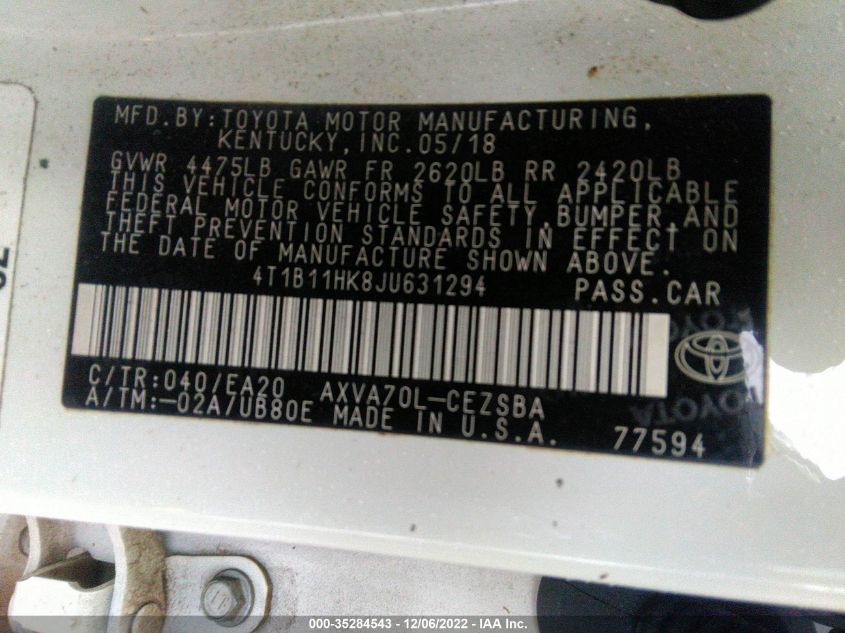 MFD.BY:TOYOTA MOTOR MANUFACTURING,
KENTUCKY,INC.05/18
GVWR 4475LB GAWR FR 2620LB RR 2420LB
THIS VEHICLE CONFORMS TO ALL APPLICABLE
FEDERAL MOTOR VEHICLE SAFETY,BUMPER,AND
THEFT PREVENTION STANDARDS IN EFFECT ON
THE DATE OF MANUFACTURE SHOWN ABOVE.
4T1B11HK8JU631294 PASS.CAR
TOYOTA
C/TR:040/EA20 AXVA70L-CEZSBA
TOYOTA
A/TM:-02A/UB80E MADE IN U.S.A. 77594
000-35284543 - 12/06/2022 - IAA Inc.